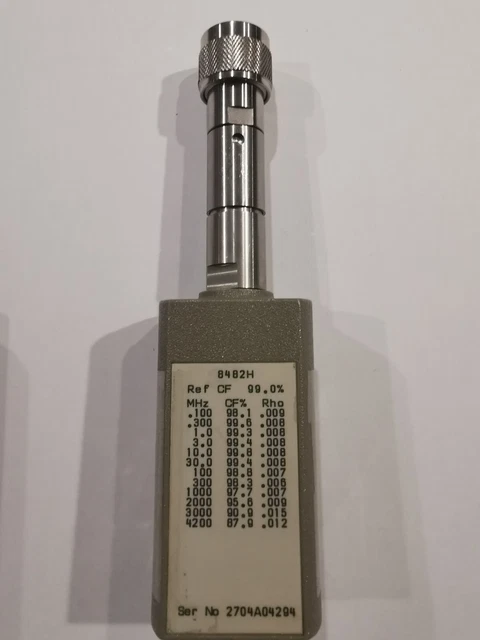 8482H
Ref CF 99.0%
MHz CF% Rho
.100 98.1 .009
.300 99.6 .008
1.0 99.3 .008
3.0 99.4 .008
10.0 99.8 .008
30.0 99.4 .008
100 98.8 .007
300 98.3 .006
1000 97.7 .007
2000 95.6 .009
3000 90.9 .015
4200 87.9 .012
Ser No 2704A04294